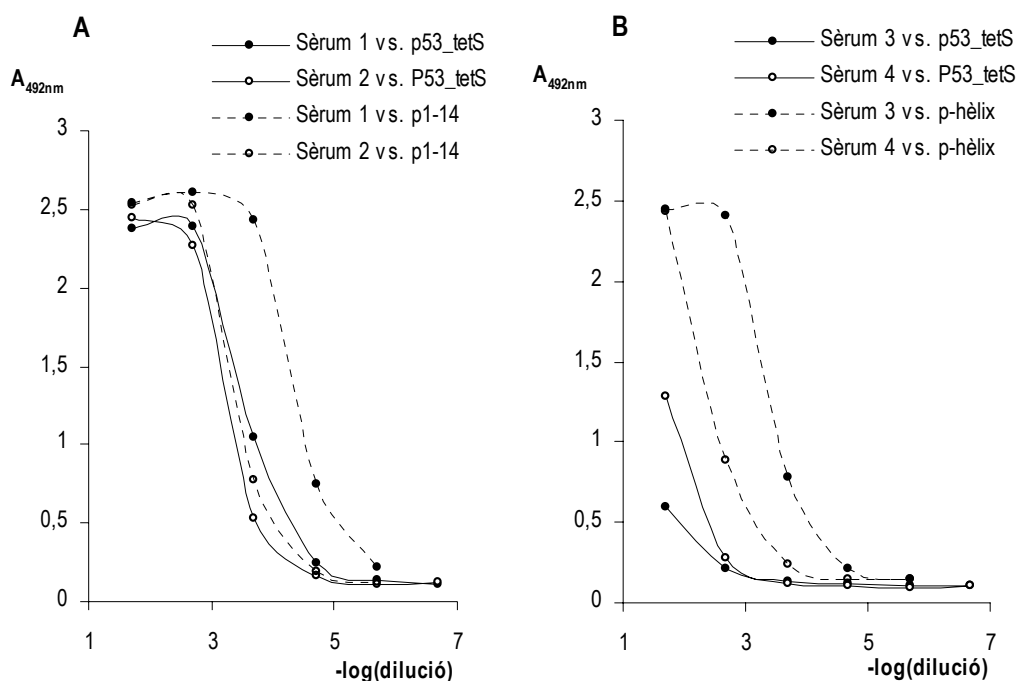 A
Sèrum 1 vs. p53_tetS
Sèrum 2 vs. P53_tetS
Sèrum 1 vs. p1-14
Sèrum 2 vs. p1-14
A492nm
3
2,5
2
1,5
1
0,5
0
1
3
5
7
-log(dilució)
B
Sèrum 3 vs. p53_tetS
Sèrum 4 vs. P53_tetS
Sèrum 3 vs. p-hèlix
Sèrum 4 vs. p-hèlix
A492nm
3
2,5
2
1,5
1
0,5
0
1
3
5
7
-log(dilució)